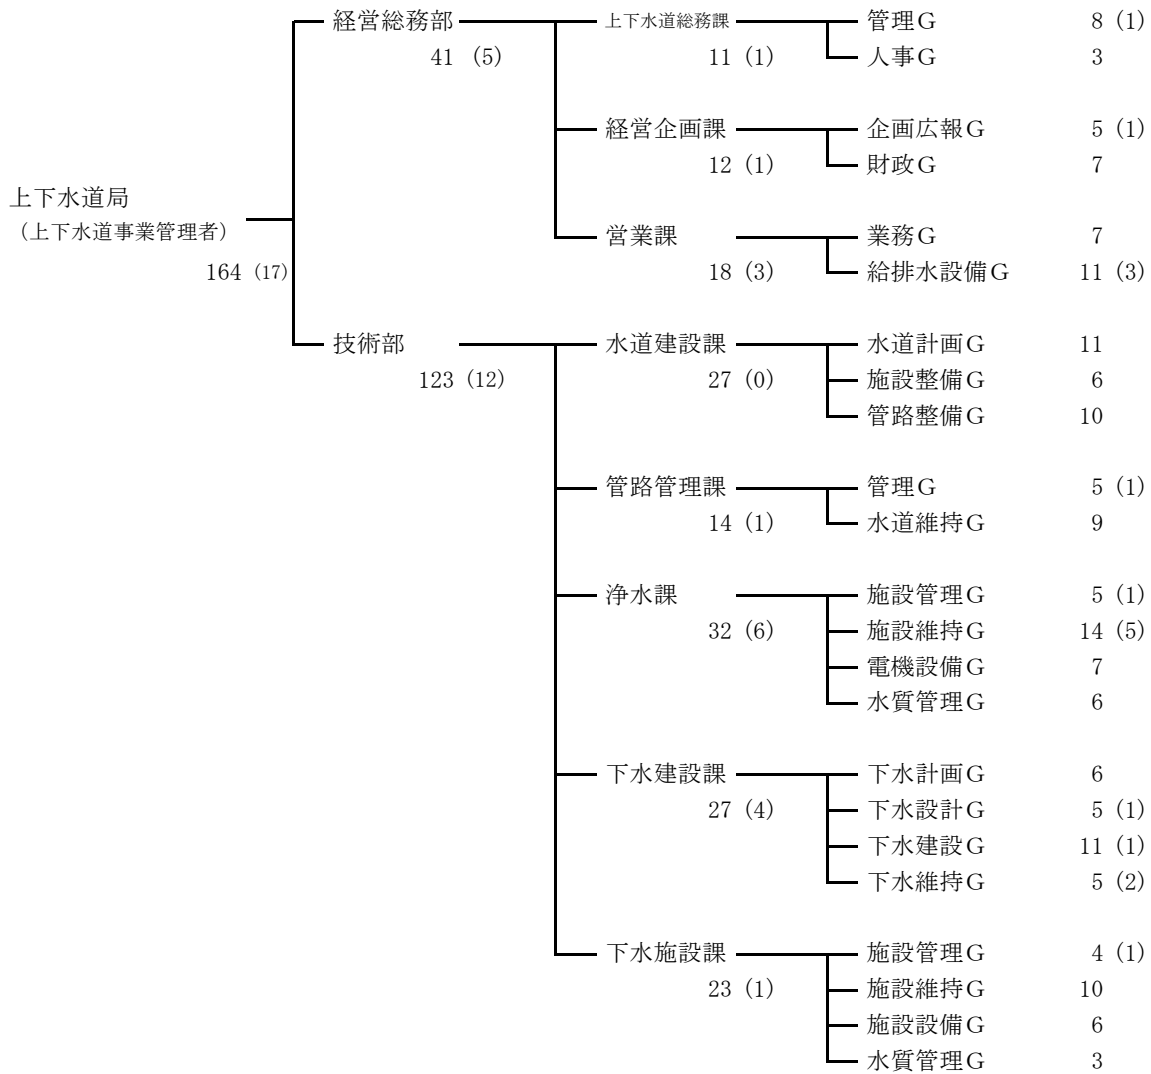 経営総務部 上下水道総務課 管理G 8 (1)
41 (5) 11 (1) 人事G 3
経営企画課 企画広報G 5 (1)
12 (1) 財政G 7
上下水道局
（上下水道事業管理者）
営業課 業務G 7
164 (17) 18 (3) 給排水設備G 11 (3)
技術部 水道建設課 水道計画G 11
123 (12) 27 (0) 施設整備G 6
管路整備G 10
管路管理課 管理G 5 (1)
14 (1) 水道維持G 9
浄水課 施設管理G 5 (1)
32 (6) 施設維持G 14 (5)
電機設備G 7
水質管理G 6
下水建設課 下水計画G 6
27 (4) 下水設計G 5 (1)
下水建設G 11 (1)
下水維持G 5 (2)
下水施設課 施設管理G 4 (1)
23 (1) 施設維持G 10
施設設備G 6
水質管理G 3